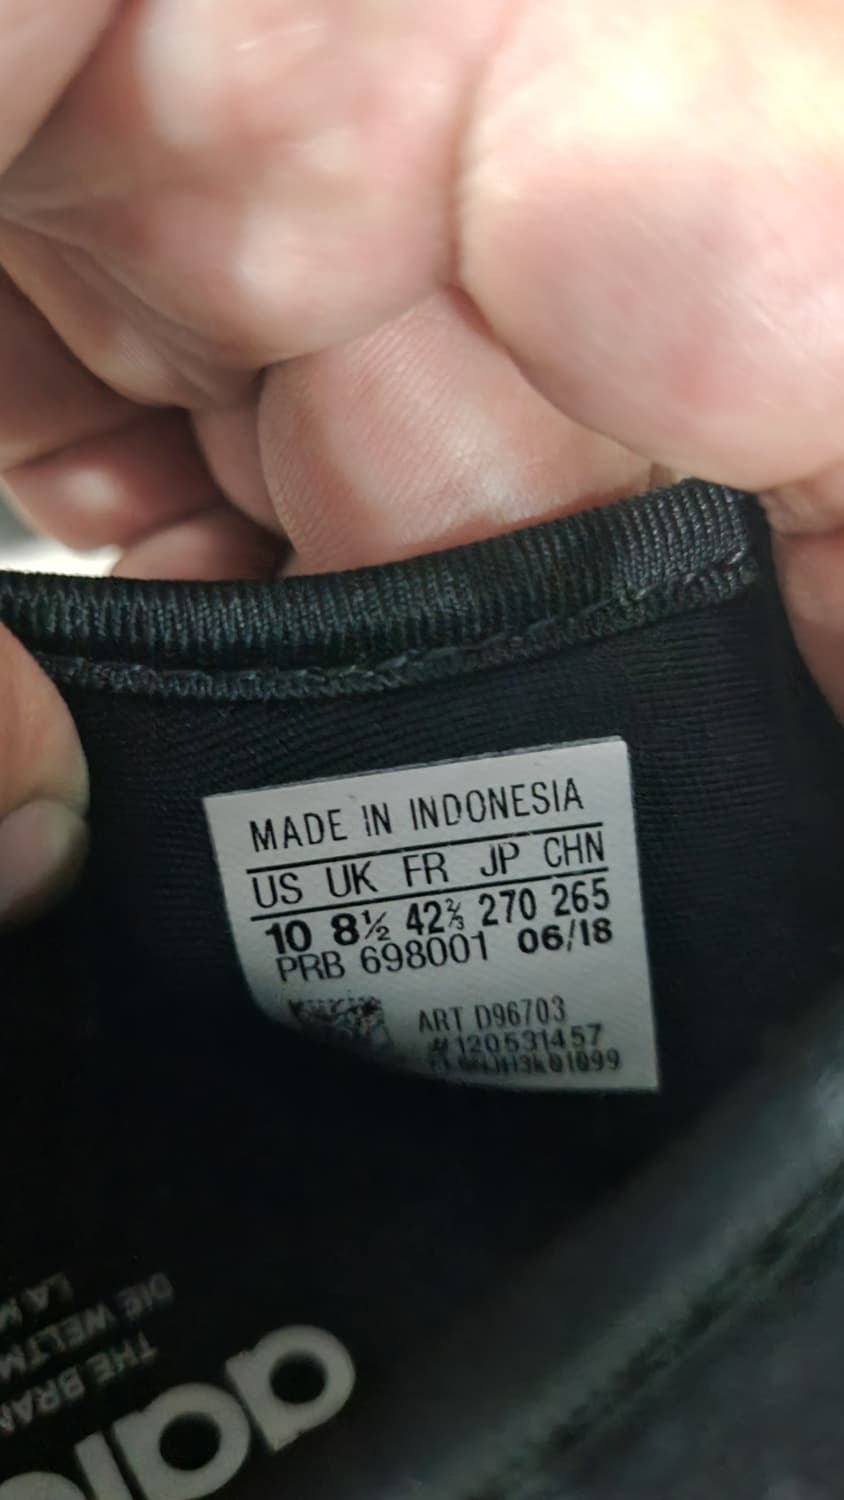 MADE IN INDONESIA
US UK FR JP CHN
10 8½ 42⅔ 270 265
PRB 698001 06/18
ART D96703
#120531457
THE BRAN
DIE WELTM
LA M